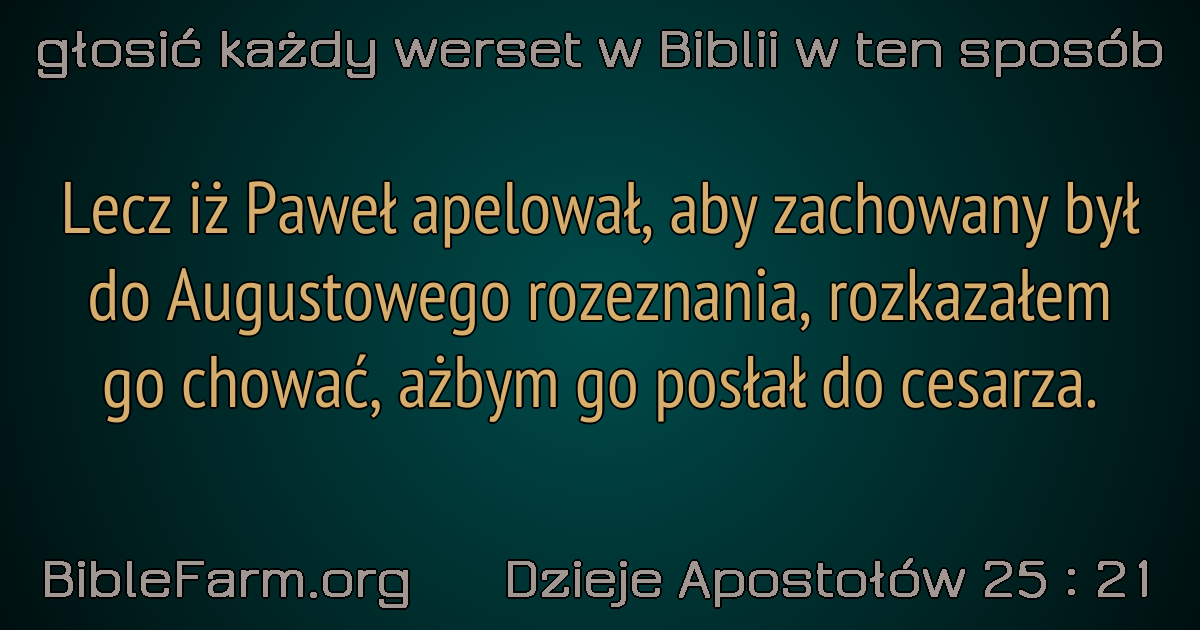 głosić każdy werset w Biblii w ten sposób
Lecz iż Paweł apelował, aby zachowany był
do Augustowego rozeznania, rozkazałem
go chować, ażbym go posłał do cesarza.
BibleFarm.org Dzieje Apostołów 25 : 21